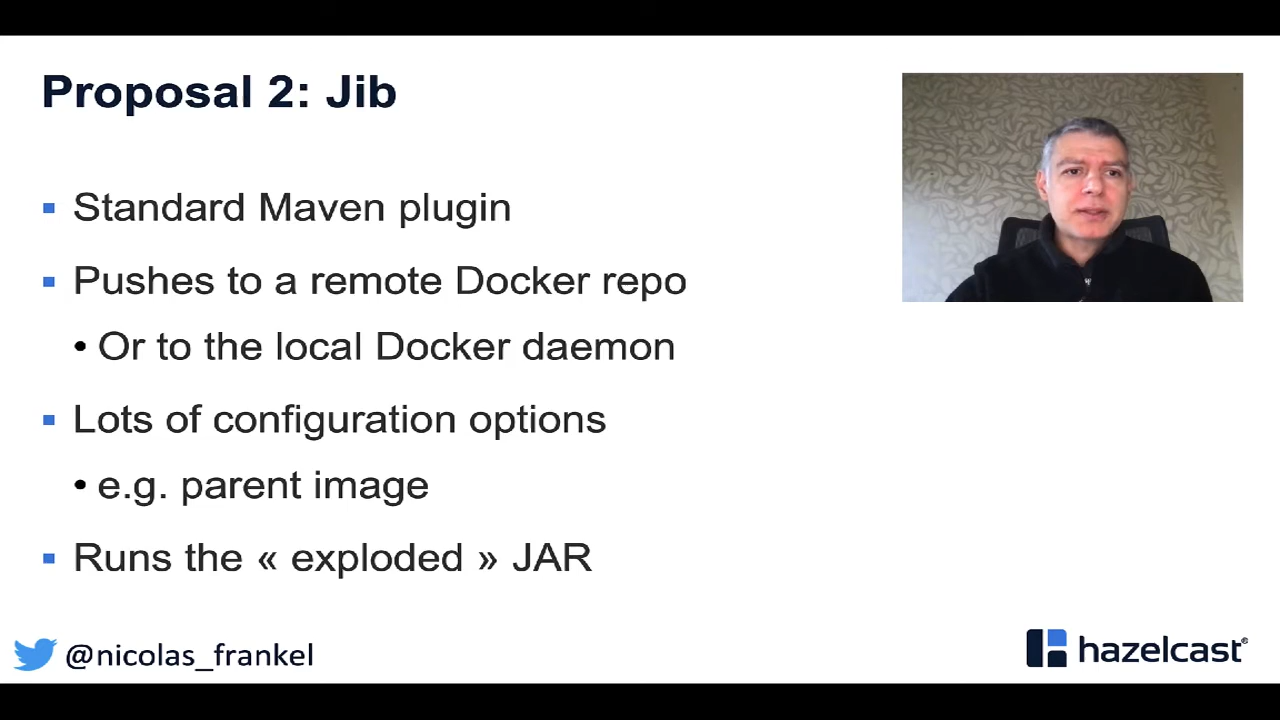 Proposal 2: Jib
Standard Maven plugin
Pushes to a remote Docker repo
• Or to the local Docker daemon
Lots of configuration options
• e.g. parent image
Runs the « exploded » JAR
@nicolas_frankel
hazelcast®